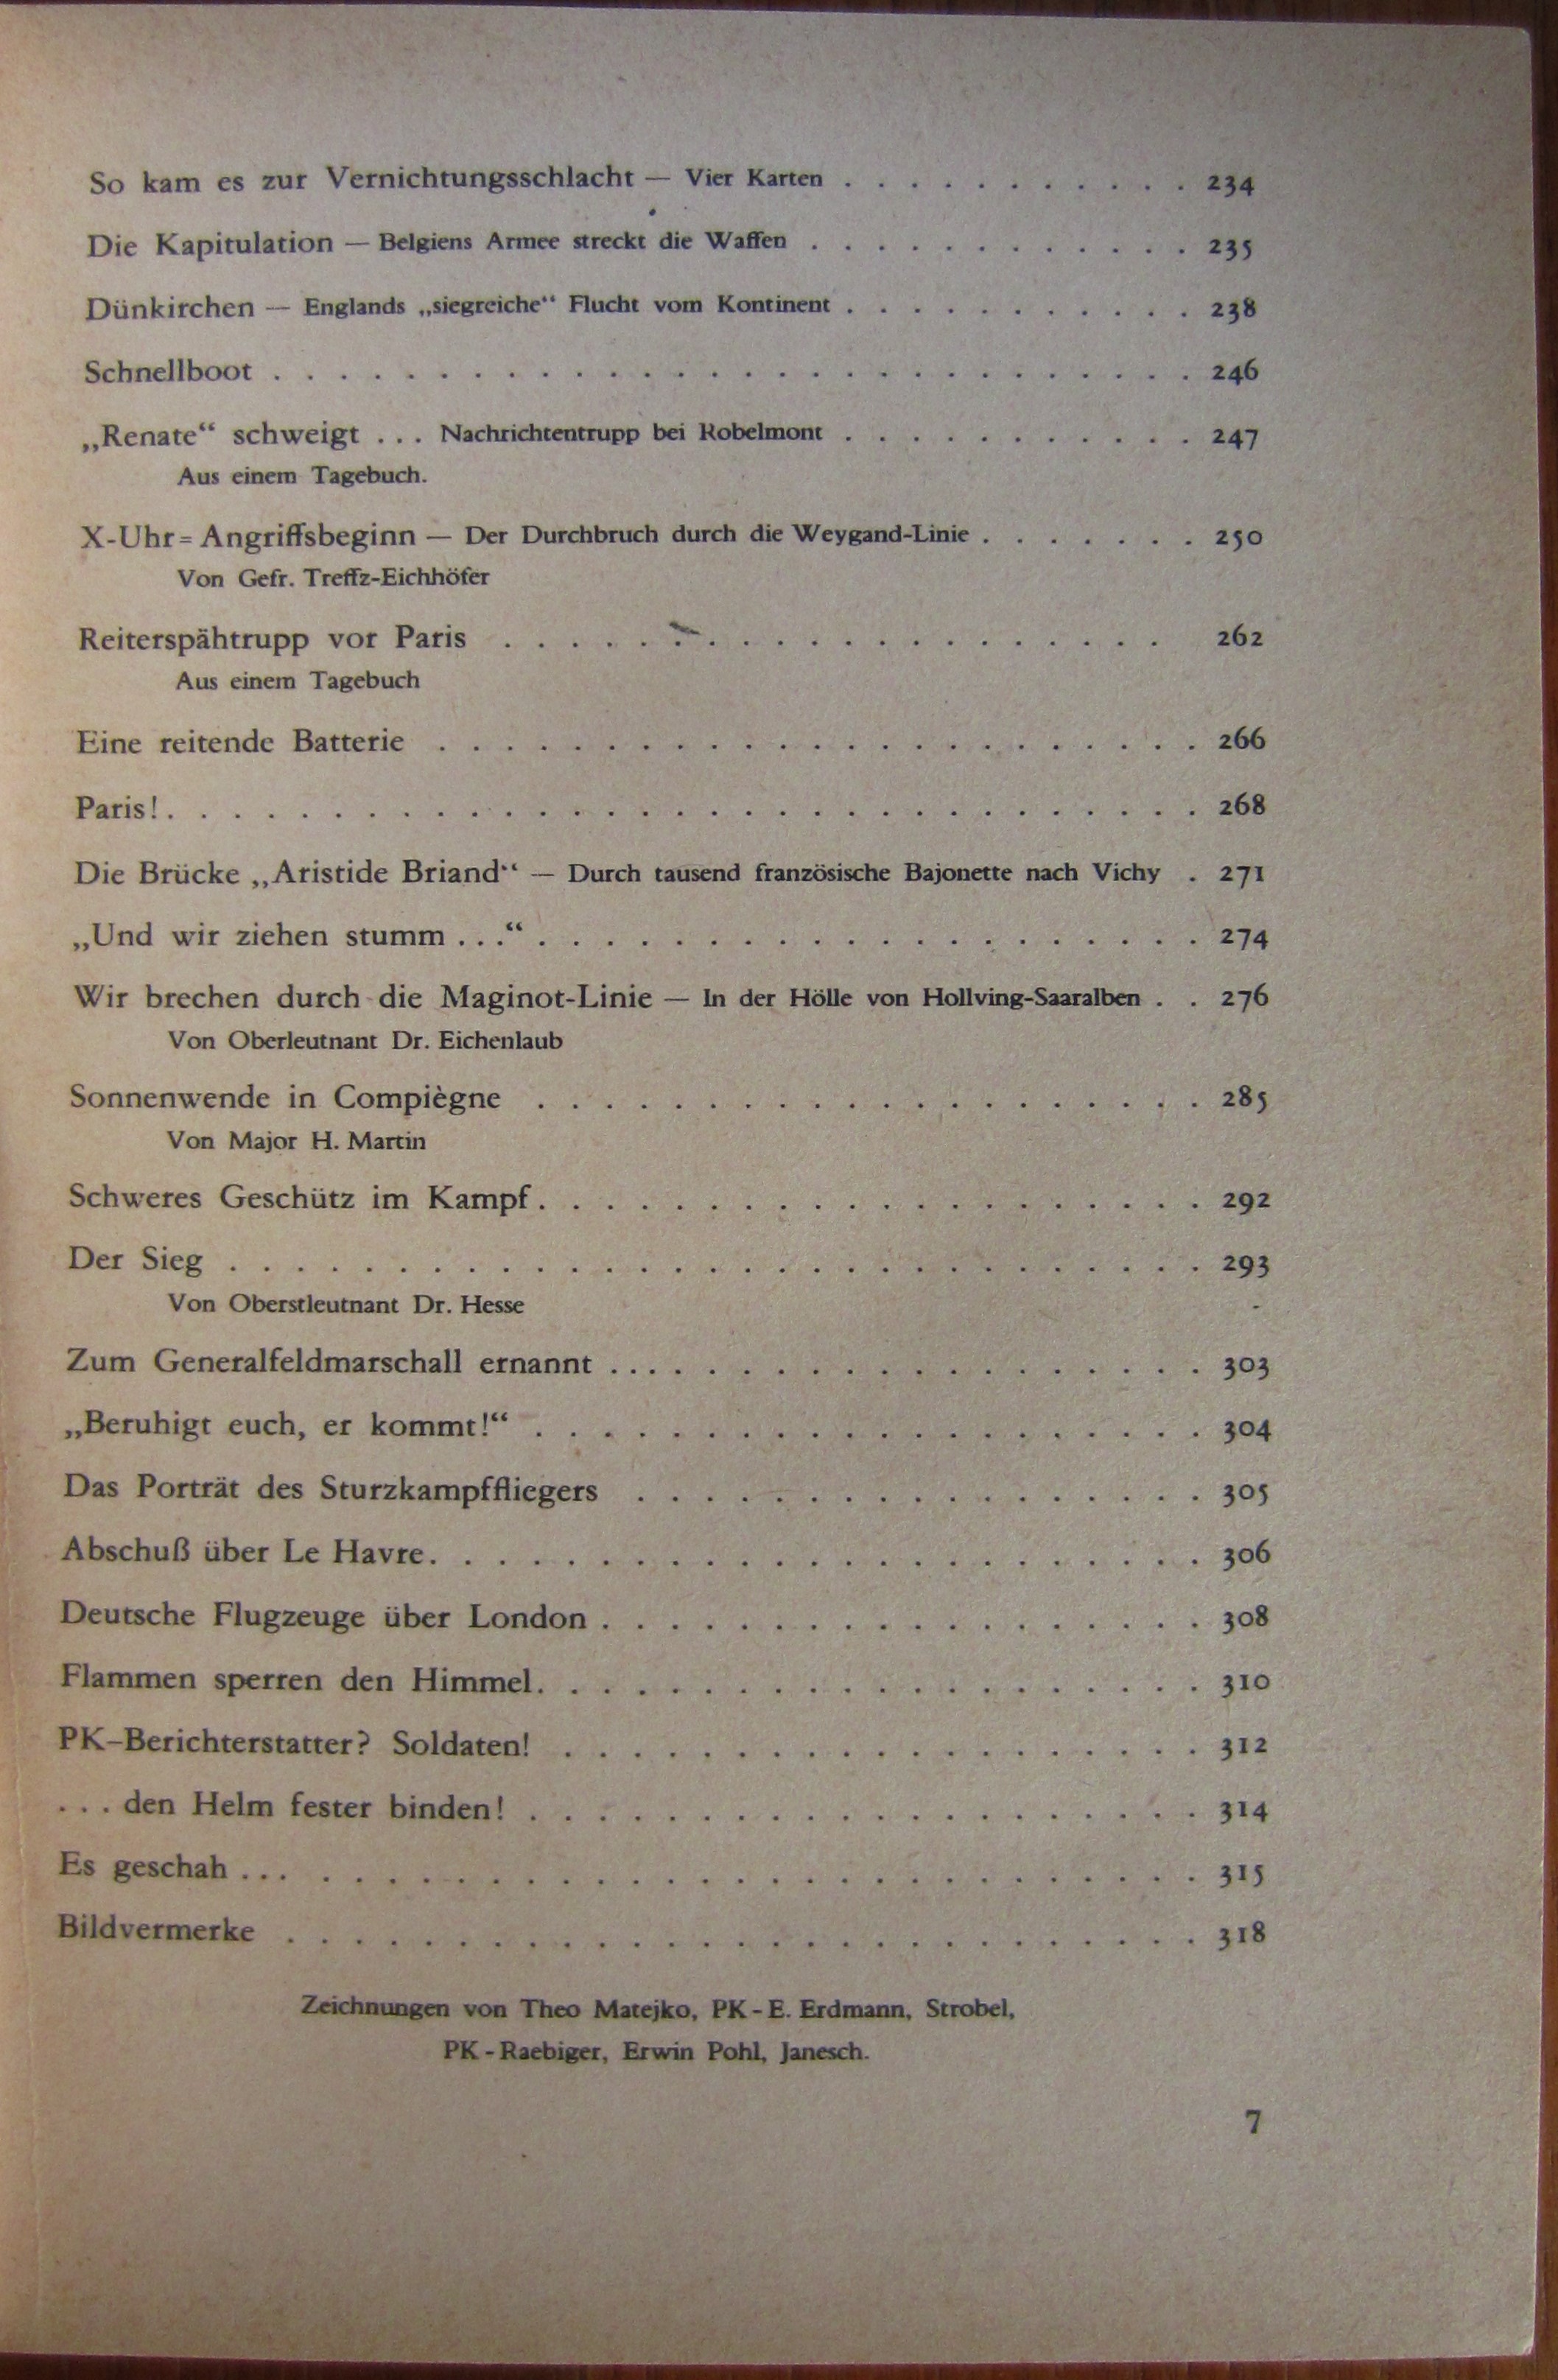 So kam es zur Vernichtungsschlacht — Vier Karten . . . . . . . . . . . 234
Die Kapitulation — Belgiens Armee streckt die Waffen . . . . . . . . . . . . 235
Dünkirchen — Englands „siegreiche“ Flucht vom Kontinent . . . . . . . . . . . 238
Schnellboot . . . . . . . . . . . . . . . . . . . . . . . . . . . . 246
„Renate“ schweigt ... Nachrichtentrupp bei Robelmont . . . . . . . . . . . 247
Aus einem Tagebuch.
X-Uhr = Angriffsbeginn — Der Durchbruch durch die Weygand-Linie . . . . . . . 250
Von Gefr. Treffz-Eichhöfer
Reiterspähtrupp vor Paris . . . . . . . . . . . . . . . . . . . . 262
Aus einem Tagebuch
Eine reitende Batterie . . . . . . . . . . . . . . . . . . . . . . . 266
Paris! . . . . . . . . . . . . . . . . . . . . . . . . . . . . . . . 268
Die Brücke „Aristide Briand“ — Durch tausend französische Bajonette nach Vichy . 271
„Und wir ziehen stumm ...“ . . . . . . . . . . . . . . . . . . . . 274
Wir brechen durch die Maginot-Linie — In der Hölle von Hollving-Saaralben . . 276
Von Oberleutnant Dr. Eichenlaub
Sonnenwende in Compiègne . . . . . . . . . . . . . . . . . . . . 285
Von Major H. Martin
Schweres Geschütz im Kampf . . . . . . . . . . . . . . . . . . . . 292
Der Sieg . . . . . . . . . . . . . . . . . . . . . . . . . . . . . 293
Von Oberstleutnant Dr. Hesse
Zum Generalfeldmarschall ernannt ... . . . . . . . . . . . . . . . . 303
„Beruhigt euch, er kommt!“ . . . . . . . . . . . . . . . . . . . . 304
Das Porträt des Sturzkampffliegers . . . . . . . . . . . . . . . . . 305
Abschuß über Le Havre . . . . . . . . . . . . . . . . . . . . . . . 306
Deutsche Flugzeuge über London . . . . . . . . . . . . . . . . . . 308
Flammen sperren den Himmel . . . . . . . . . . . . . . . . . . . . 310
PK-Berichterstatter? Soldaten! . . . . . . . . . . . . . . . . . . . 312
... den Helm fester binden! . . . . . . . . . . . . . . . . . . . . 314
Es geschah ... . . . . . . . . . . . . . . . . . . . . . . . . . . 315
Bildvermerke . . . . . . . . . . . . . . . . . . . . . . . . . . . 318
Zeichnungen von Theo Matejko, PK - E. Erdmann, Strobel,
PK - Raebiger, Erwin Pohl, Janesch.
7